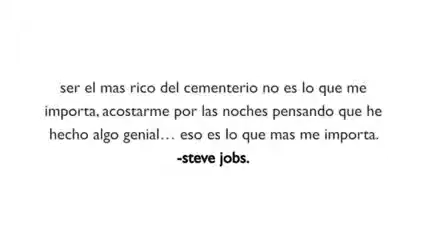 ser el mas rico del cementerio no es lo que me
importa, acostarme por las noches pensando que he
hecho algo genial... eso es lo que mas me importa.
-steve jobs.